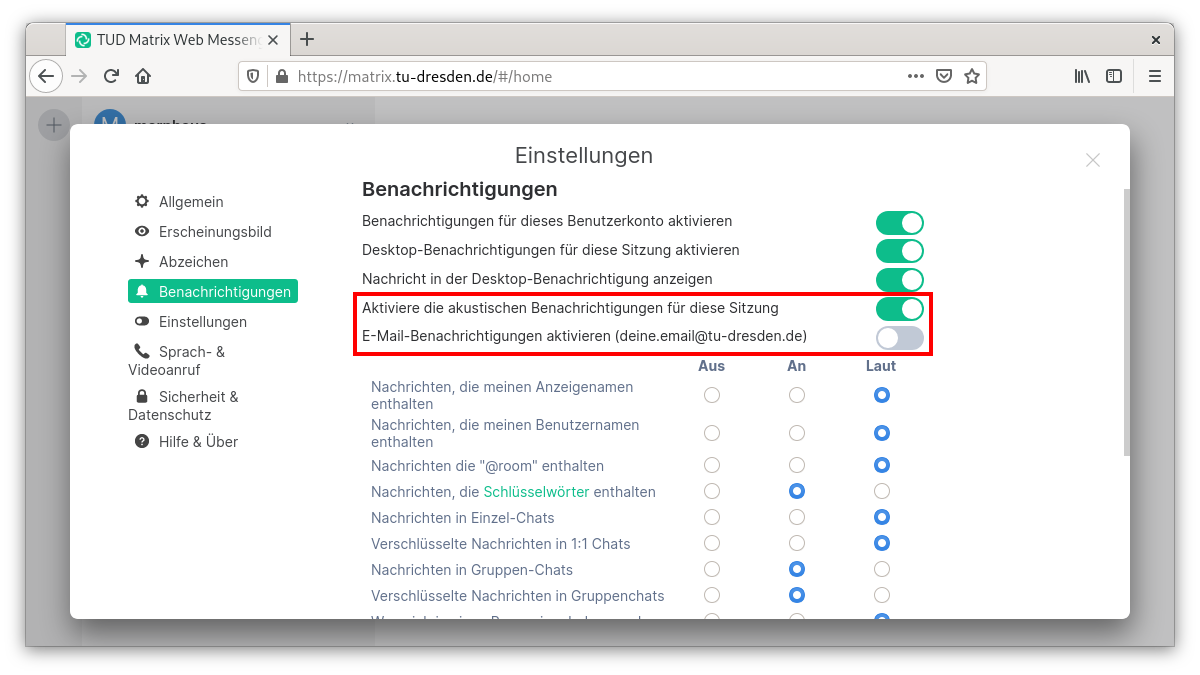 TUD Matrix Web Messeng
https://matrix.tu-dresden.de/#/home
Einstellungen
Allgemein
Erscheinungsbild
Abzeichen
Benachrichtigungen
Einstellungen
Sprach- &
Videoanruf
Sicherheit &
Datenschutz
Hilfe & Über
Benachrichtigungen
Benachrichtigungen für dieses Benutzerkonto aktivieren
Desktop-Benachrichtigungen für diese Sitzung aktivieren
Nachricht in der Desktop-Benachrichtigung anzeigen
Aktiviere die akustischen Benachrichtigungen für diese Sitzung
E-Mail-Benachrichtigungen aktivieren (deine.email@tu-dresden.de)
Aus An Laut
Nachrichten, die meinen Anzeigenamen
enthalten
Nachrichten, die meinen Benutzernamen
enthalten
Nachrichten die "@room" enthalten
Nachrichten, die Schlüsselwörter enthalten
Nachrichten in Einzel-Chats
Verschlüsselte Nachrichten in 1:1 Chats
Nachrichten in Gruppen-Chats
Verschlüsselte Nachrichten in Gruppenchats